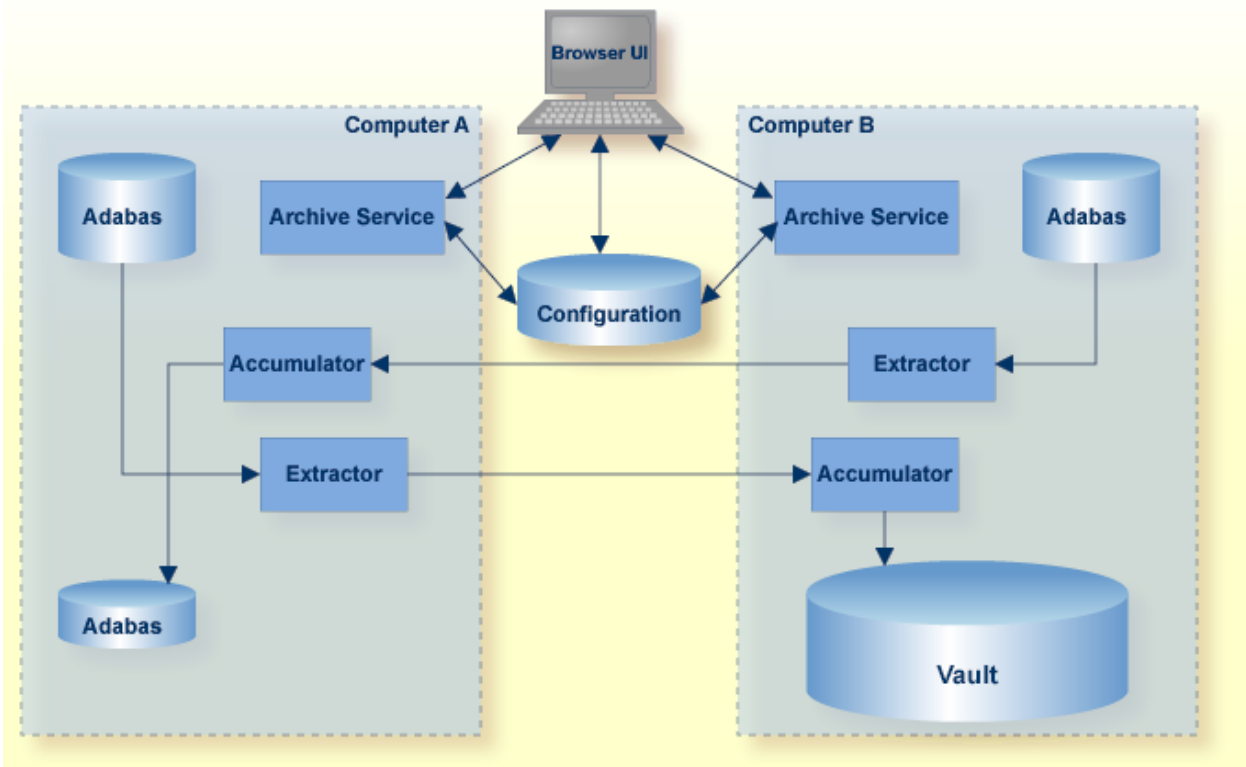 Browser UI
Computer A
Computer B
Adabas
Archive Service
Archive Service
Adabas
Configuration
Accumulator
Extractor
Extractor
Accumulator
Adabas
Vault